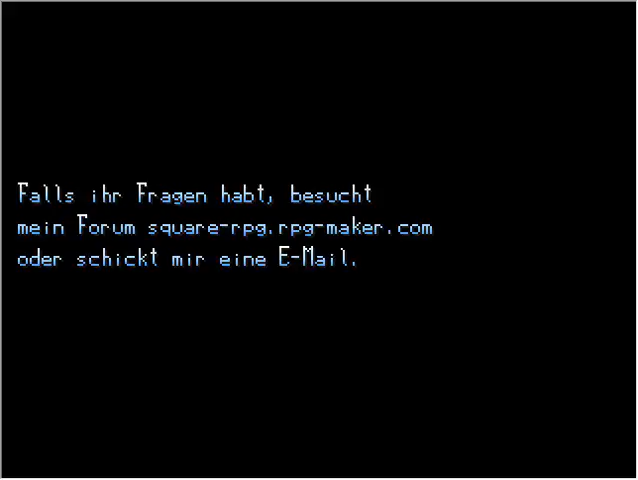 Falls ihr Fragen habt, besucht
mein Forum square-rpg.rpg-maker.com
oder schickt mir eine E-Mail.